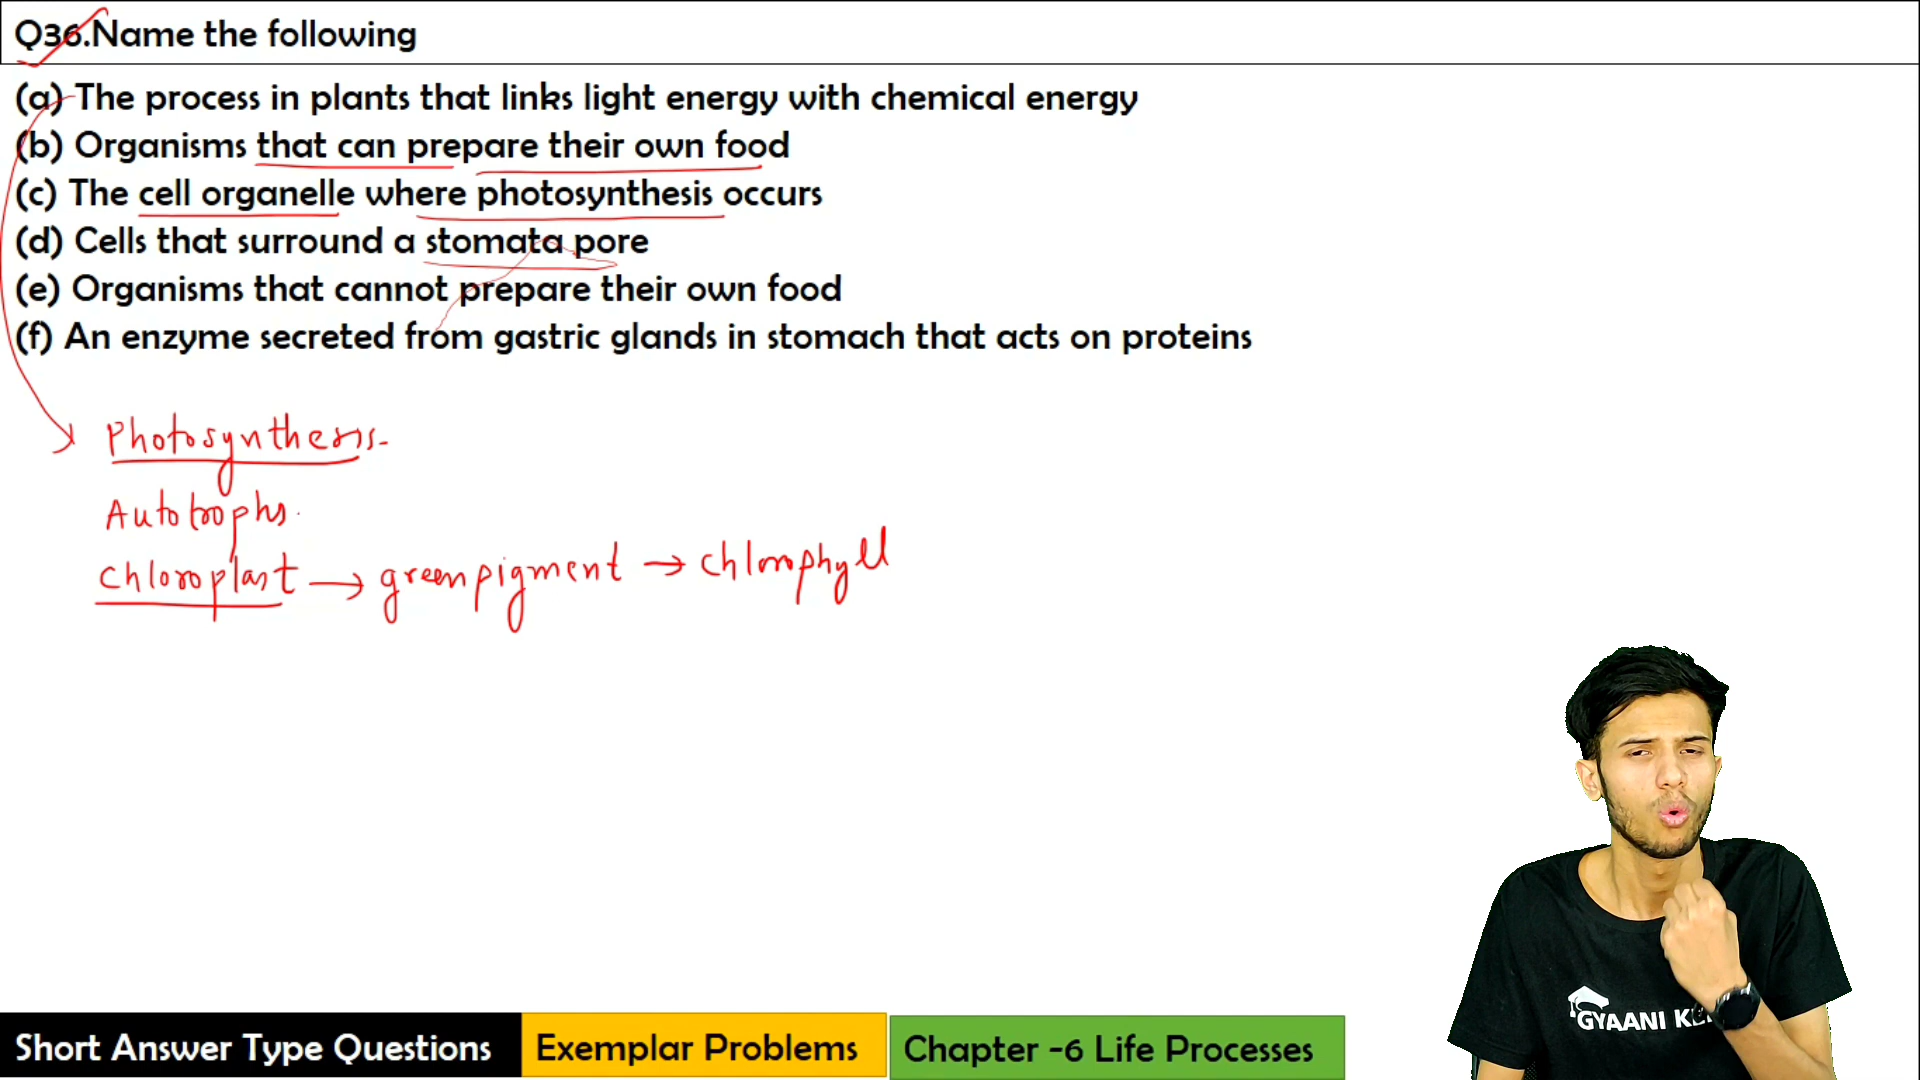 Q36.Name the following
(a) The process in plants that links light energy with chemical energy
(b) Organisms that can prepare their own food
(c) The cell organelle where photosynthesis occurs
(d) Cells that surround a stomata pore
(e) Organisms that cannot prepare their own food
(f) An enzyme secreted from gastric glands in stomach that acts on proteins
Photosynthesis.
Autotrophs.
Chloroplast → green pigment → chlorophyll
GYAANI
Short Answer Type Questions
Exemplar Problems
Chapter -6 Life Processes